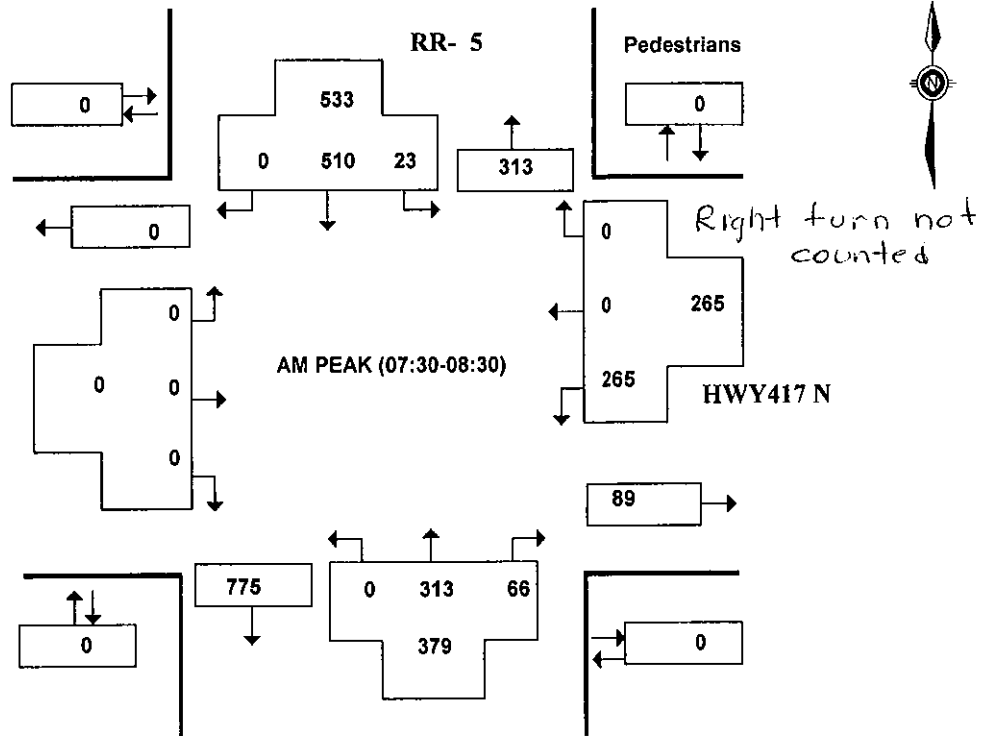 RR- 5
Pedestrians
0
533
0
0 510 23
313
N
Right turn not
counted
0
0
0
265
0
0
AM PEAK (07:30-08:30)
0
265
HWY417 N
0
89
775
0 313 66
0
379
0